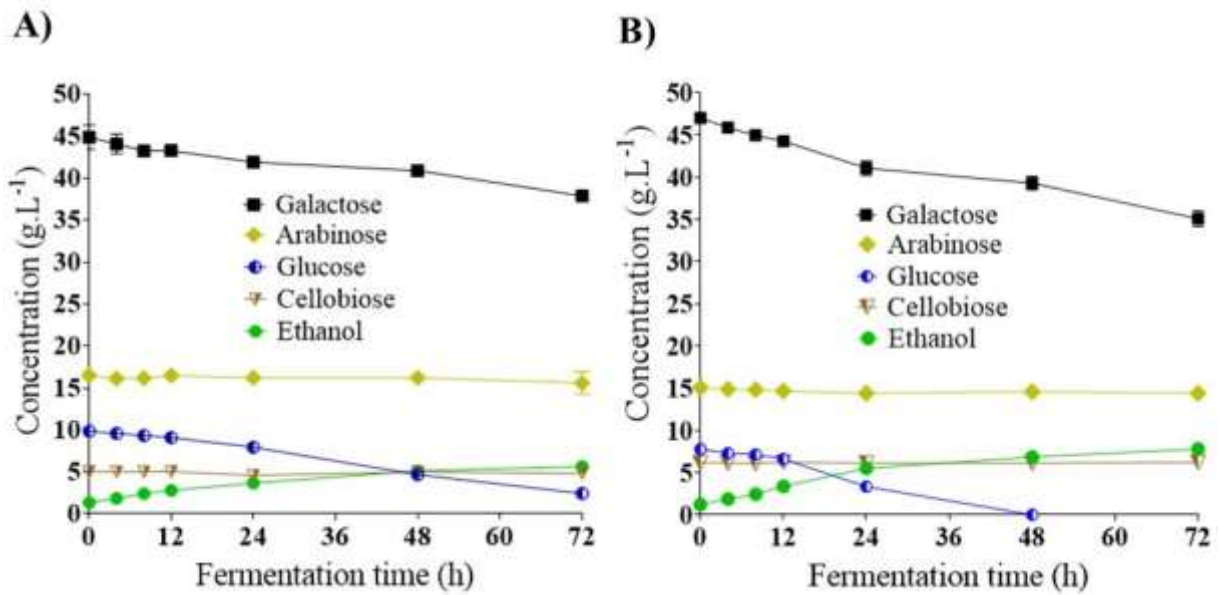 A)
50
45
40
35
30
25
20
15
10
5
0
Concentration (g.L⁻¹)
Galactose
Arabinose
Glucose
Cellobiose
Ethanol
0 12 24 36 48 60 72
Fermentation time (h)
B)
50
45
40
35
30
25
20
15
10
5
0
Concentration (g.L⁻¹)
Galactose
Arabinose
Glucose
Cellobiose
Ethanol
0 12 24 36 48 60 72
Fermentation time (h)